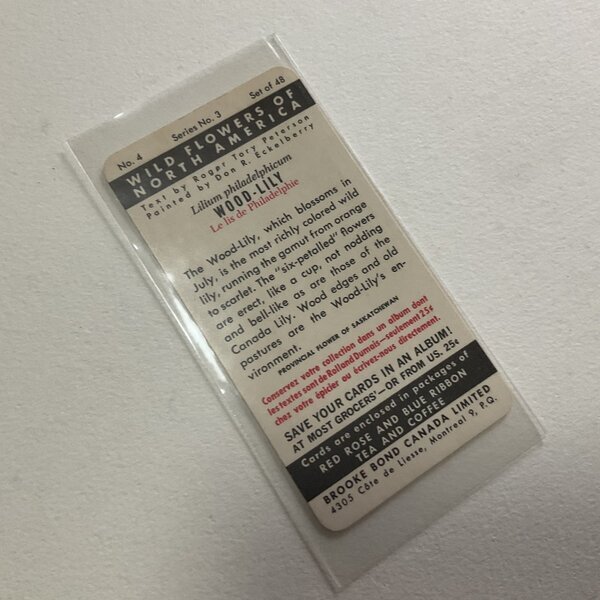 No. 4 Series No. 3 Set of 48
WILD FLOWERS OF
NORTH AMERICA
Text by Roger Tory Peterson
Painted by Don R. Eckelberry
Lilium philadelphicum
WOOD-LILY
Le lis de Philadelphie
The Wood-Lily, which blossoms in
July, is the most richly colored wild
lily, running the gamut from orange
to scarlet. The "six-petalled" flowers
are erect, like a cup, not nodding
and bell-like as are those of the
Canada Lily. Wood edges and old
pastures are the Wood-Lily's en-
vironment.
PROVINCIAL FLOWER OF SASKATCHEWAN
Conservez votre collection dans un album dont
les textes sont de Rolland Dumais—seulement 25¢
chez votre épicier ou écrivez-nous directement.
SAVE YOUR CARDS IN AN ALBUM!
AT MOST GROCERS'—OR FROM US. 25¢
Cards are enclosed in packages of
RED ROSE AND BLUE RIBBON
TEA AND COFFEE
BROOKE BOND CANADA LIMITED
4305 Côte de Liesse, Montreal 9, P.Q.